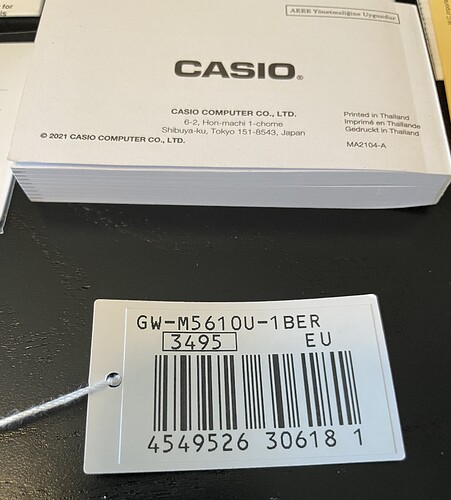 for
AEEE Yönetmeliğine Uygundur
CASIO®
CASIO COMPUTER CO., LTD.
6-2, Hon-machi 1-chome
Shibuya-ku, Tokyo 151-8543, Japan
© 2021 CASIO COMPUTER CO., LTD.
Printed in Thailand
Imprimé en Thaïlande
Gedruckt in Thailand
MA2104-A
GW-M5610U-1BER
3495 EU
4549526 30618 1